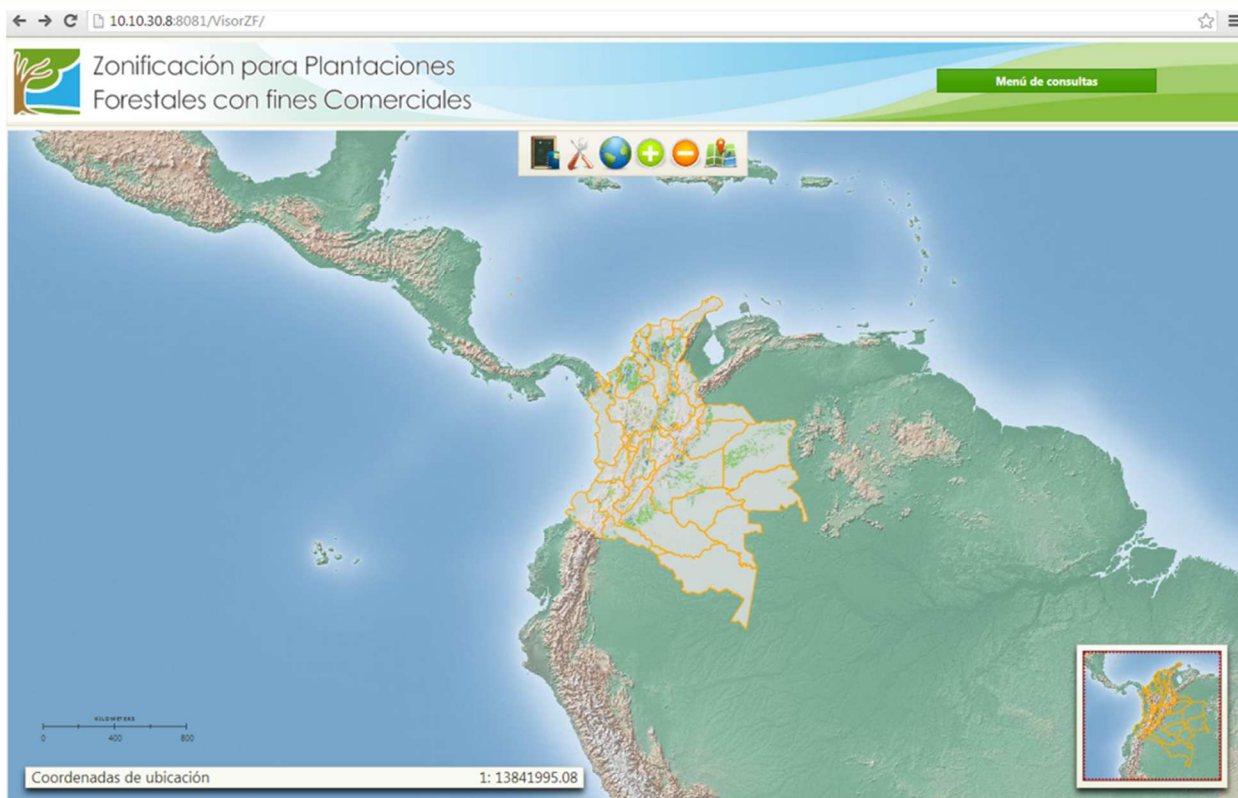 10.10.30.8:8081/VisorZF/
Zonificación para Plantaciones
Forestales con fines Comerciales
Menú de consultas
KILOMETERS
0 400 800
Coordenadas de ubicación 1: 13841995.08